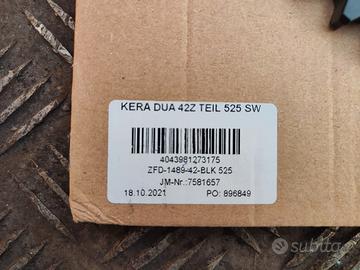 KERA DUA 42Z TEIL 525 SW
4043981273175
ZFD-1489-42-BLK 525
JM-Nr.:7581657
18.10.2021 PO: 896849
subito